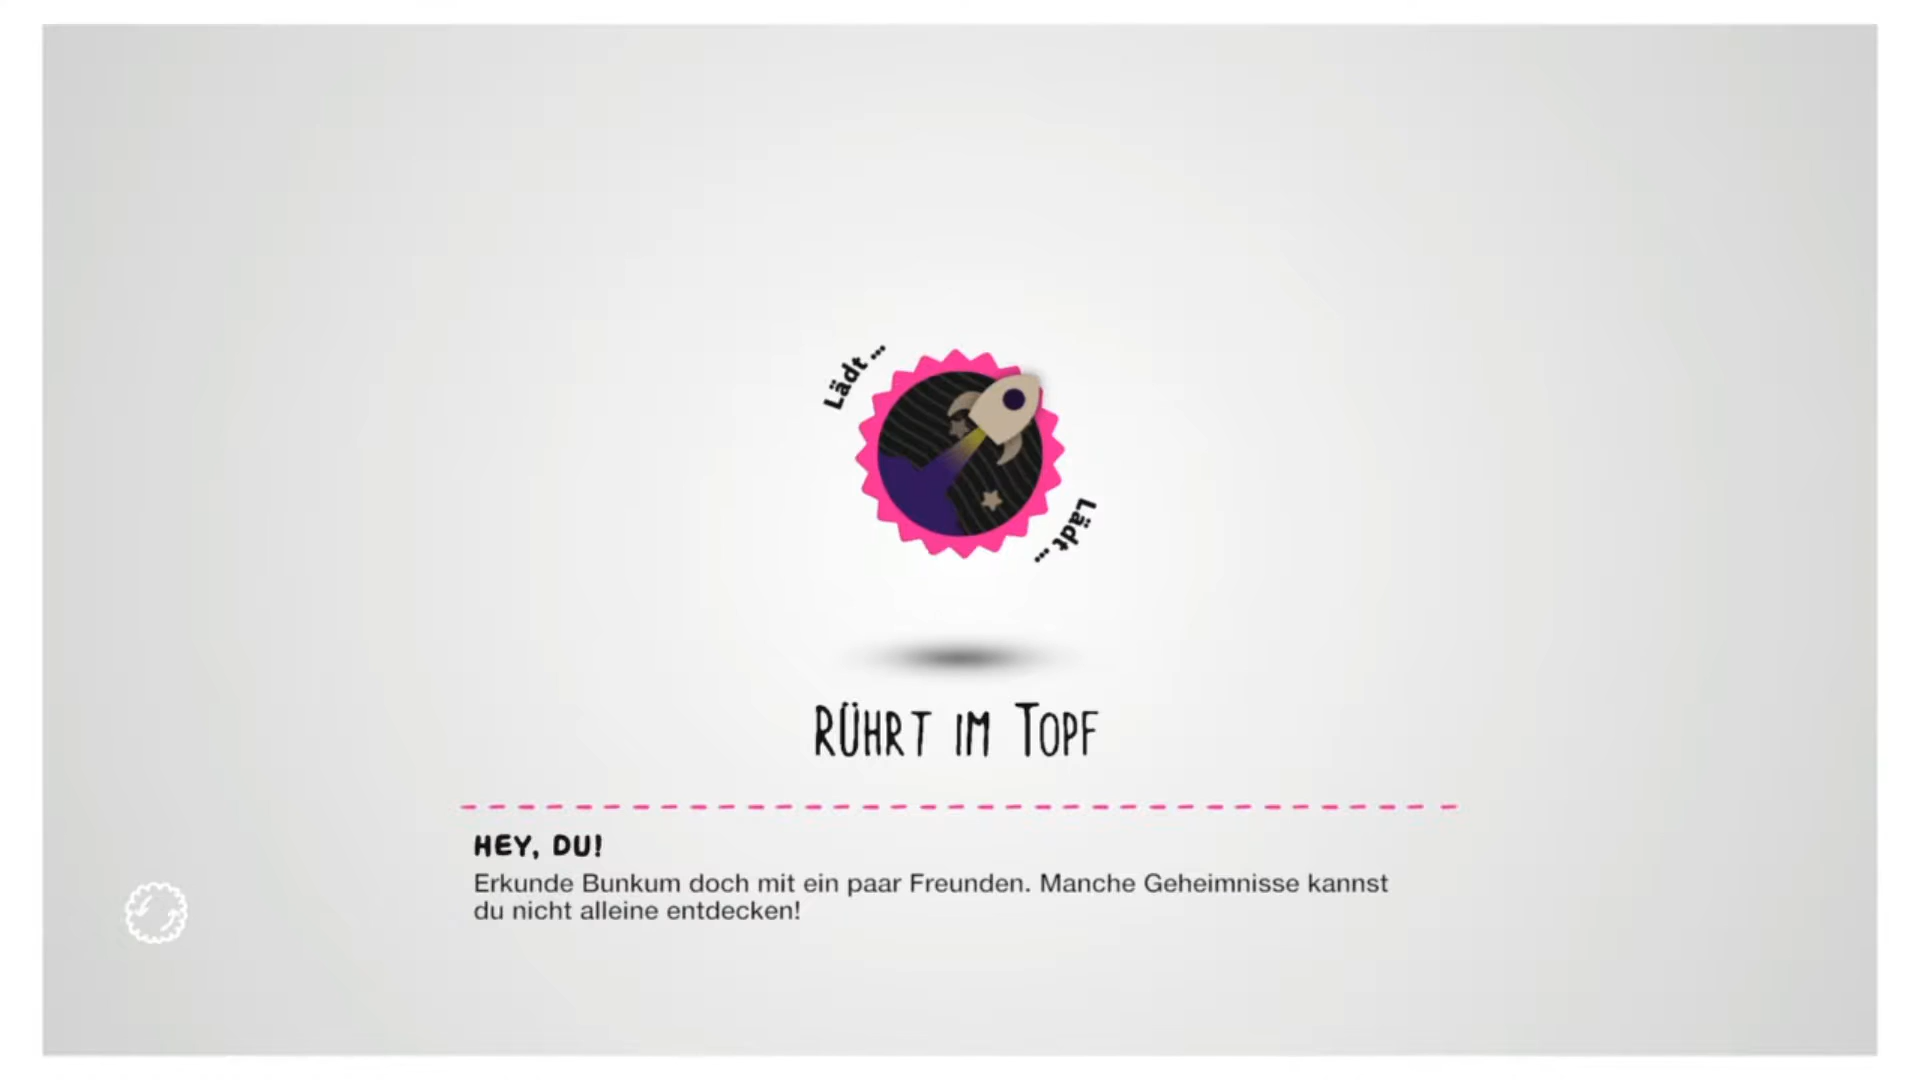 Lädt ...
Lädt ...
RÜHRT IM TOPF
HEY, DU!
Erkunde Bunkum doch mit ein paar Freunden. Manche Geheimnisse kannst
du nicht alleine entdecken!